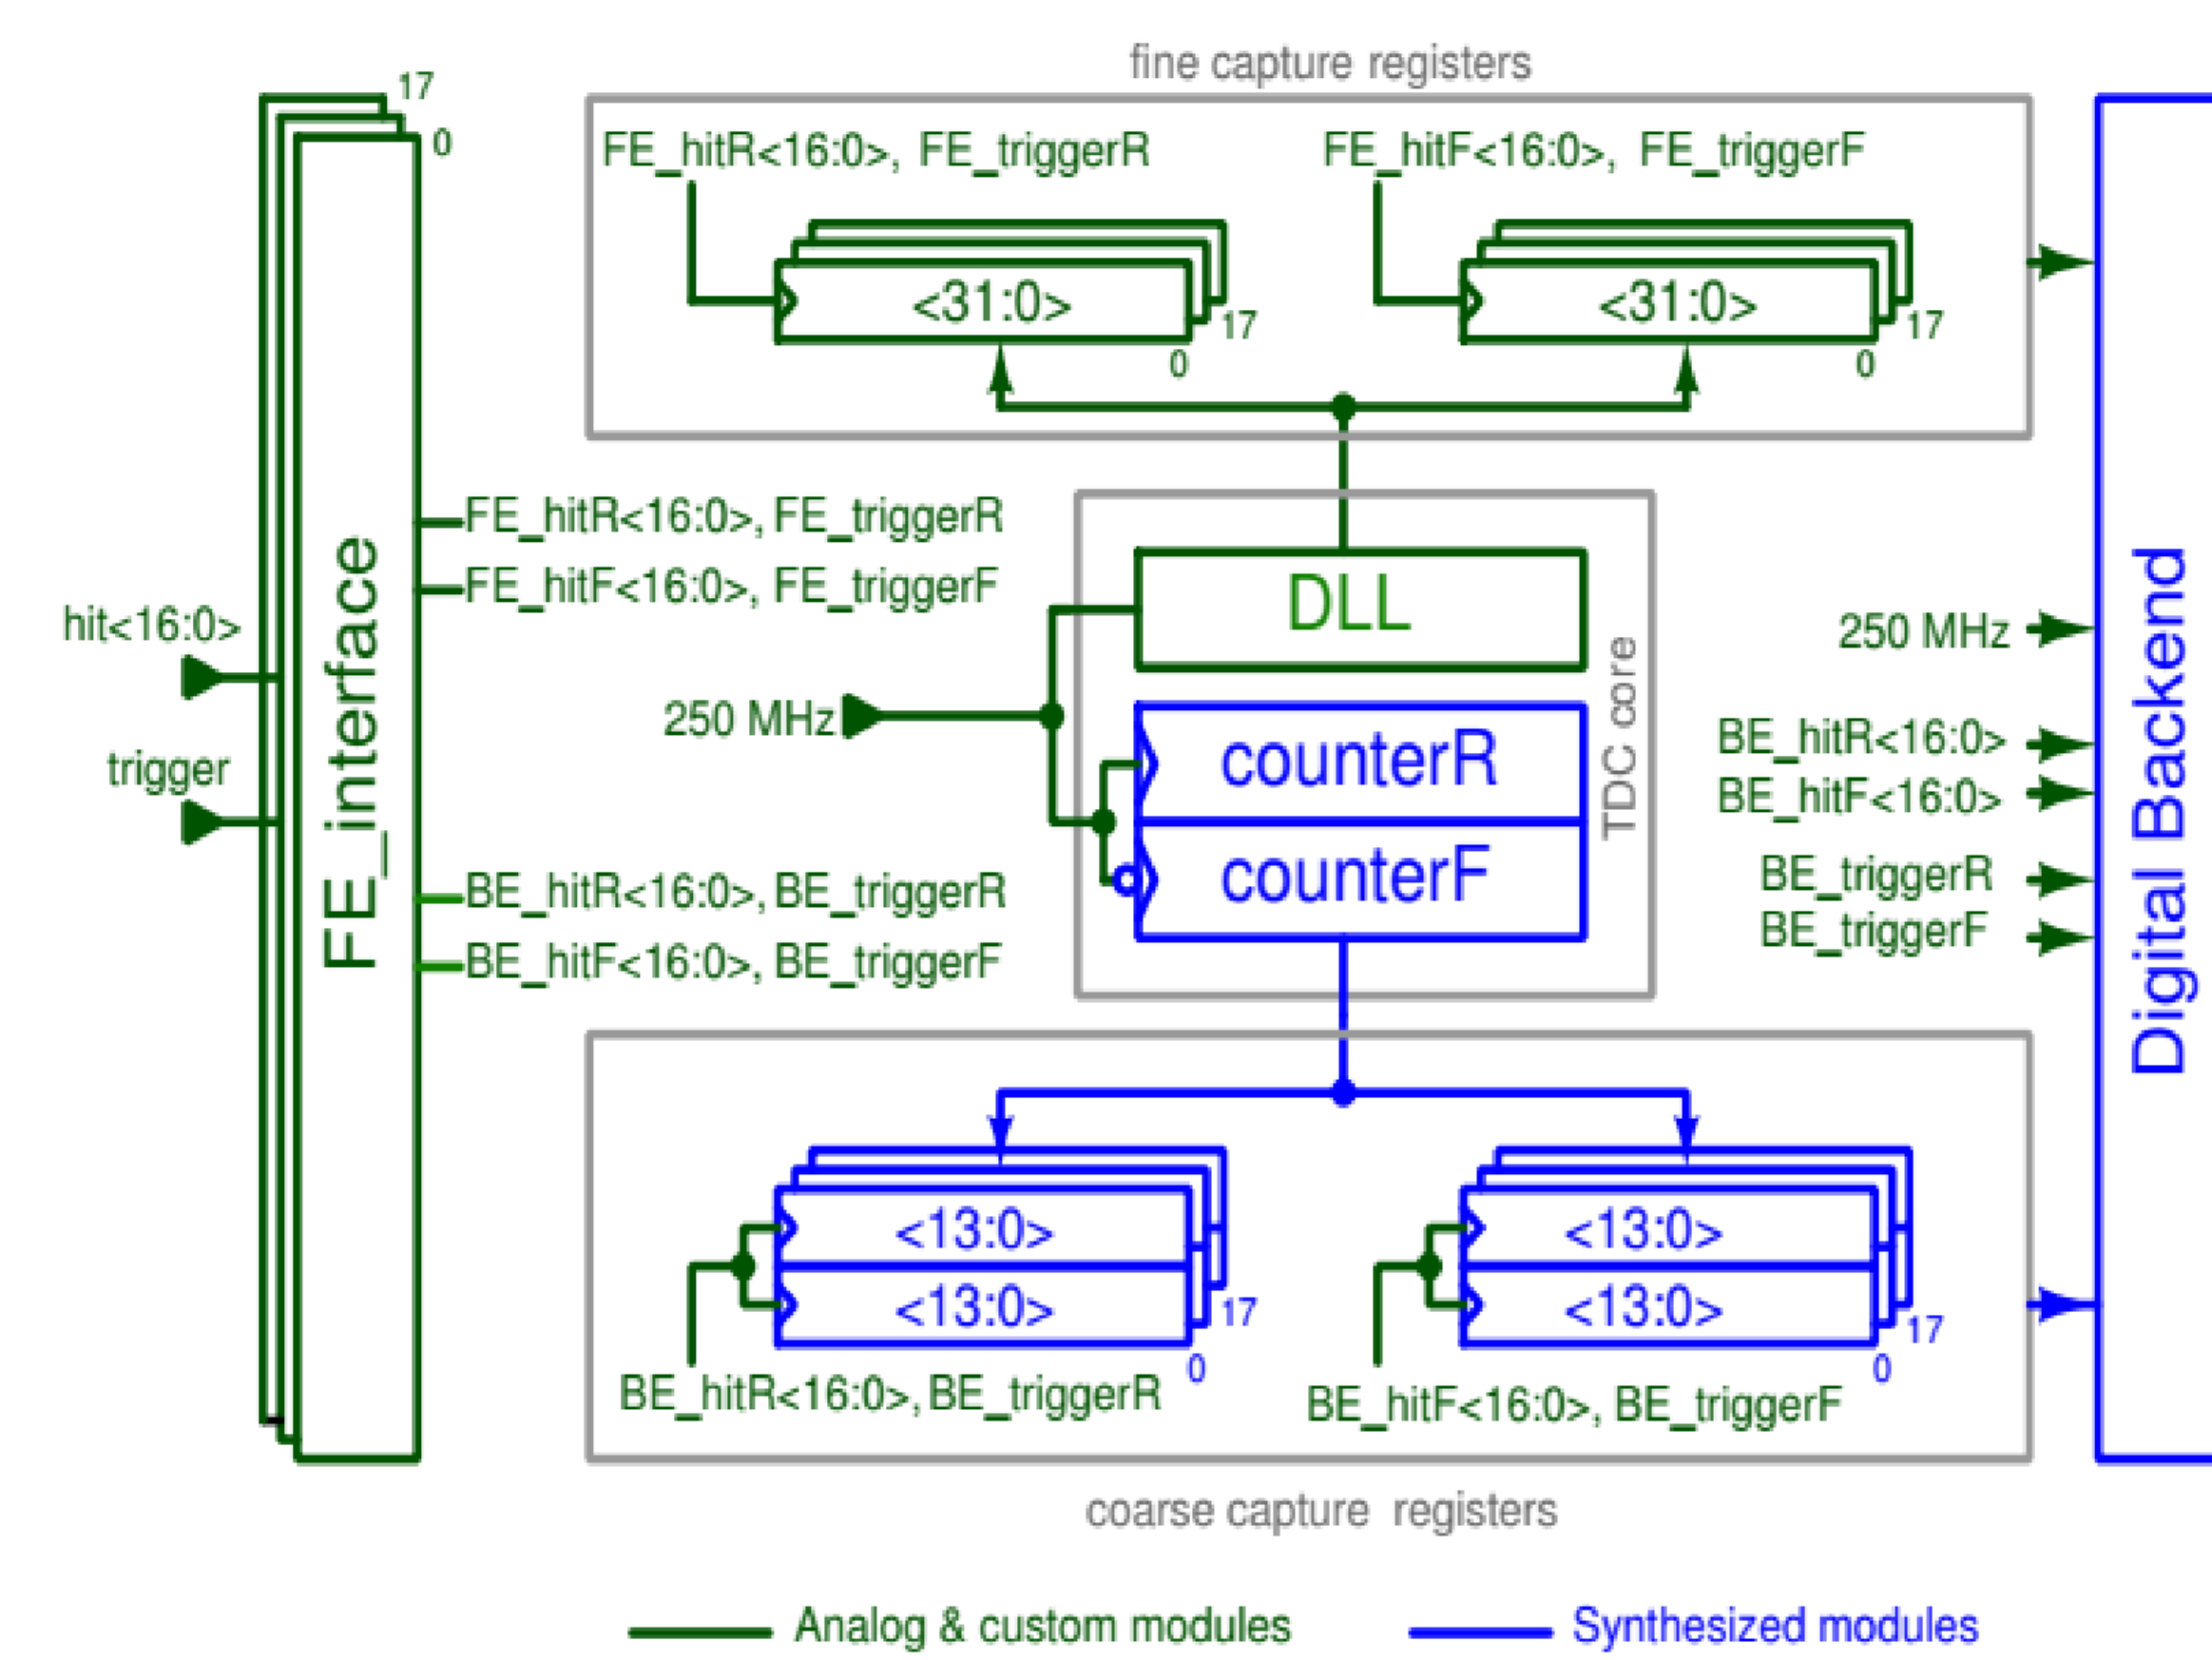 fine capture registers
17
0
FE_hitR<16:0>, FE_triggerR
FE_hitF<16:0>, FE_triggerF
<31:0>
17
0
<31:0>
17
0
FE_interface
hit<16:0>
trigger
FE_hitR<16:0>, FE_triggerR
FE_hitF<16:0>, FE_triggerF
BE_hitR<16:0>, BE_triggerR
BE_hitF<16:0>, BE_triggerF
250 MHz
DLL
counterR
counterF
TDC core
250 MHz
BE_hitR<16:0>
BE_hitF<16:0>
BE_triggerR
BE_triggerF
Digital Backend
<13:0>
<13:0>
17
0
<13:0>
<13:0>
17
0
BE_hitR<16:0>, BE_triggerR
BE_hitF<16:0>, BE_triggerF
coarse capture registers
Analog & custom modules
Synthesized modules